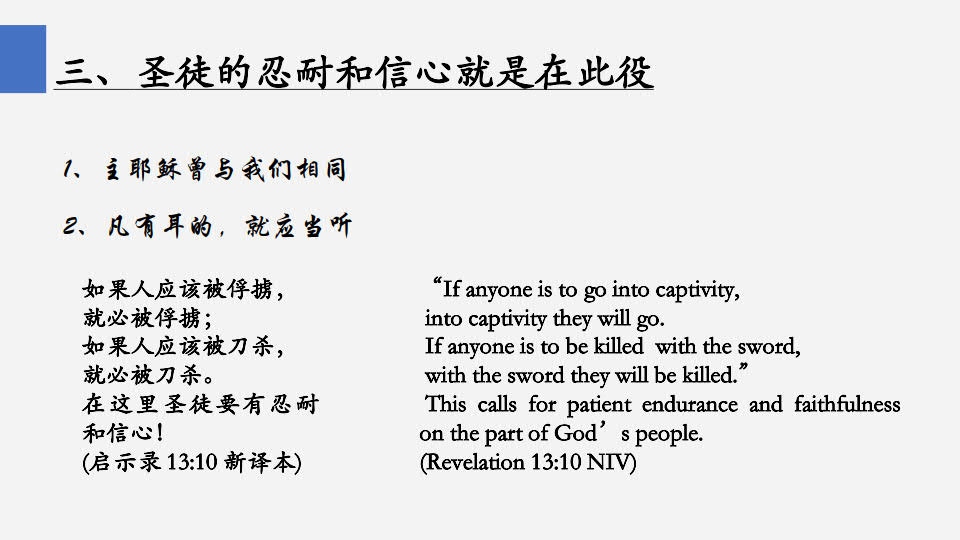 三、圣徒的忍耐和信心就是在此役
1、主耶稣曾与我们相同
2、凡有耳的，就应当听
如果人应该被俘掳，
就必被俘掳；
如果人应该被刀杀，
就必被刀杀。
在这里圣徒要有忍耐
和信心！
(启示录 13:10 新译本)
“If anyone is to go into captivity,
into captivity they will go.
If anyone is to be killed with the sword,
with the sword they will be killed.”
This calls for patient endurance and faithfulness
on the part of God’s people.
(Revelation 13:10 NIV)